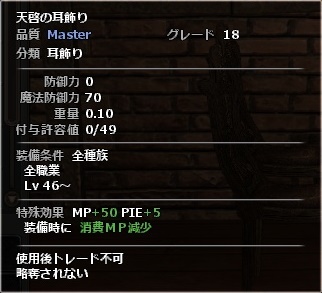 天啓の耳飾り
品質 Master グレード 18
分類 耳飾り
防御力 0
魔法防御力 70
重量 0.10
付与許容値 0/49
装備条件 全種族
全職業
Lv 46～
特殊効果 MP+50 PIE+5
装備時に 消費ＭＰ減少
使用後トレード不可
略奪されない